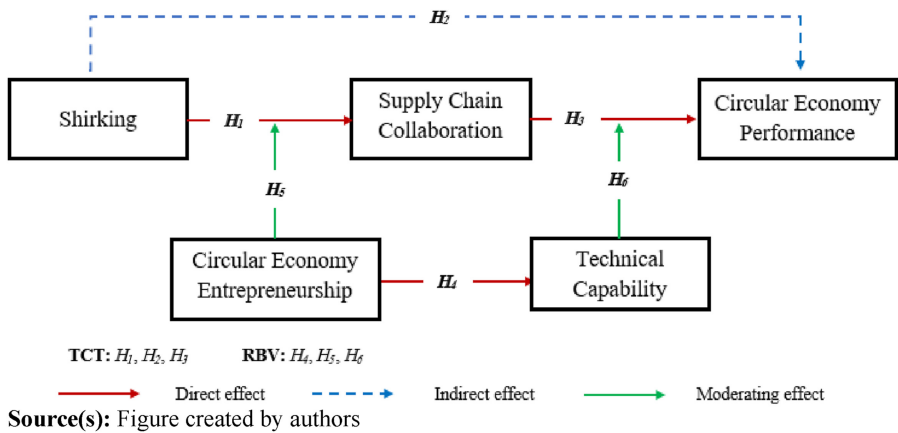 H2
Shirking
H1
Supply Chain
Collaboration
H3
Circular Economy
Performance
H5
H6
Circular Economy
Entrepreneurship
H4
Technical
Capability
TCT: H1, H2, H3 RBV: H4, H5, H6
Direct effect Indirect effect Moderating effect
Source(s): Figure created by authors